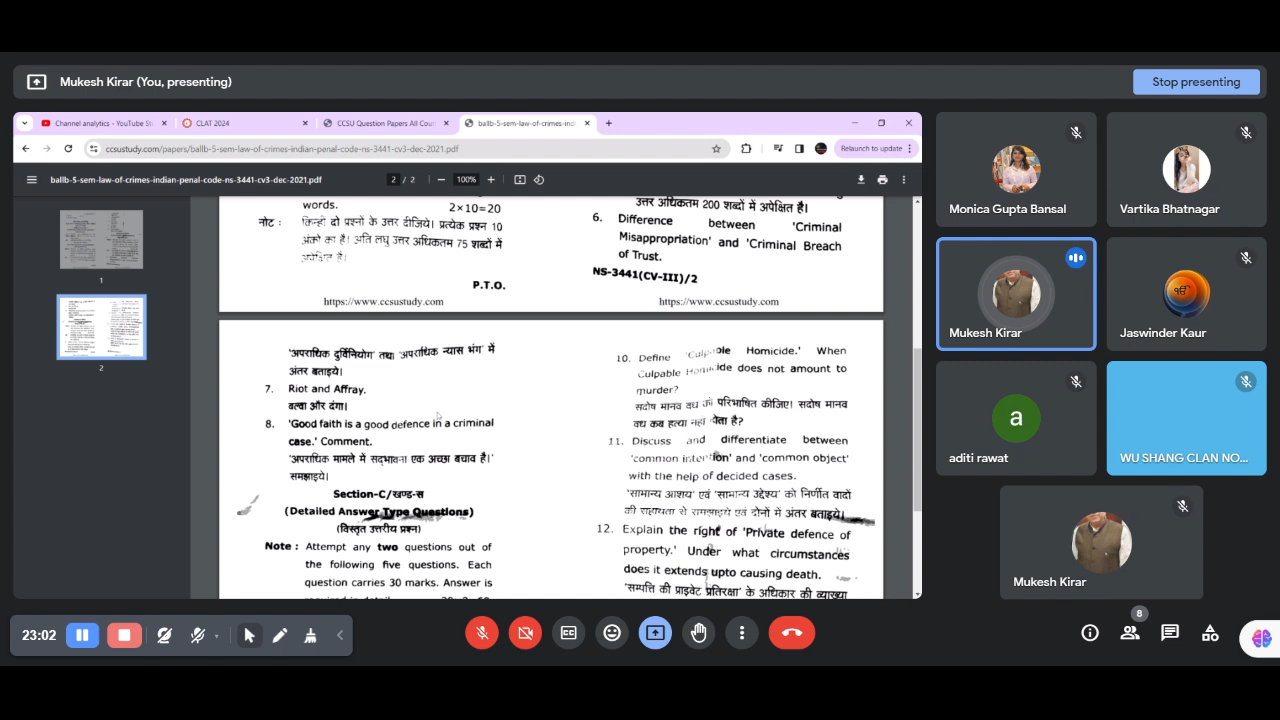 Mukesh Kirar (You, presenting)
Stop presenting
Channel analytics - YouTube St
CLAT 2024
CCSU Question Papers All Cou
ballb-5-sem-law-of-crimes-indi
ccsustudy.com/papers/ballb-5-sem-law-of-crimes-indian-penal-code-ns-3441-cv3-dec-2021.pdf
Relaunch to update
ballb-5-sem-law-of-crimes-indian-penal-code-ns-3441-cv3-dec-2021.pdf
2 / 2
100%
1
2
words. 2×10=20
नोट : किन्हीं दो प्रश्नों के उत्तर दीजिये। प्रत्येक प्रश्न 10
अंकों का है। अति लघु उत्तर अधिकतम 75 शब्दों में
अपेक्षित है।
P.T.O.
https://www.ccsustudy.com
उत्तर अधिकतम 200 शब्दों में अपेक्षित है।
6. Difference between 'Criminal
Misappropriation' and 'Criminal Breach
of Trust.
NS-3441(CV-III)/2
https://www.ccsustudy.com
'अपराधिक दुर्विनियोग' तथा 'अपराधिक न्यास भंग' में
अंतर बताइये।
7. Riot and Affray.
बल्वा और दंगा।
8. 'Good faith is a good defence in a criminal
case.' Comment.
'अपराधिक मामले में सद्भावना एक अच्छा बचाव है।'
समझाइये।
Section-C/खण्ड-स
(Detailed Answer Type Questions)
(विस्तृत उत्तरीय प्रश्न)
Note : Attempt any two questions out of
the following five questions. Each
question carries 30 marks. Answer is
10. Define 'Culpable Homicide.' When
Culpable Homicide does not amount to
murder?
सदोष मानव वध को परिभाषित कीजिए। सदोष मानव
वध कब हत्या नहीं होता है?
11. Discuss and differentiate between
'common intention' and 'common object'
with the help of decided cases.
'सामान्य आशय' एवं 'सामान्य उद्देश्य' को निर्णीत वादों
की सहायता से समझाइये एवं दोनों में अंतर बताइये।
12. Explain the right of 'Private defence of
property.' Under what circumstances
does it extends upto causing death.
'सम्पत्ति की प्राइवेट प्रतिरक्षा' के अधिकार की व्याख्या
Monica Gupta Bansal
Vartika Bhatnagar
Mukesh Kirar
Jaswinder Kaur
a
aditi rawat
WU SHANG CLAN NO...
Mukesh Kirar
23:02
8